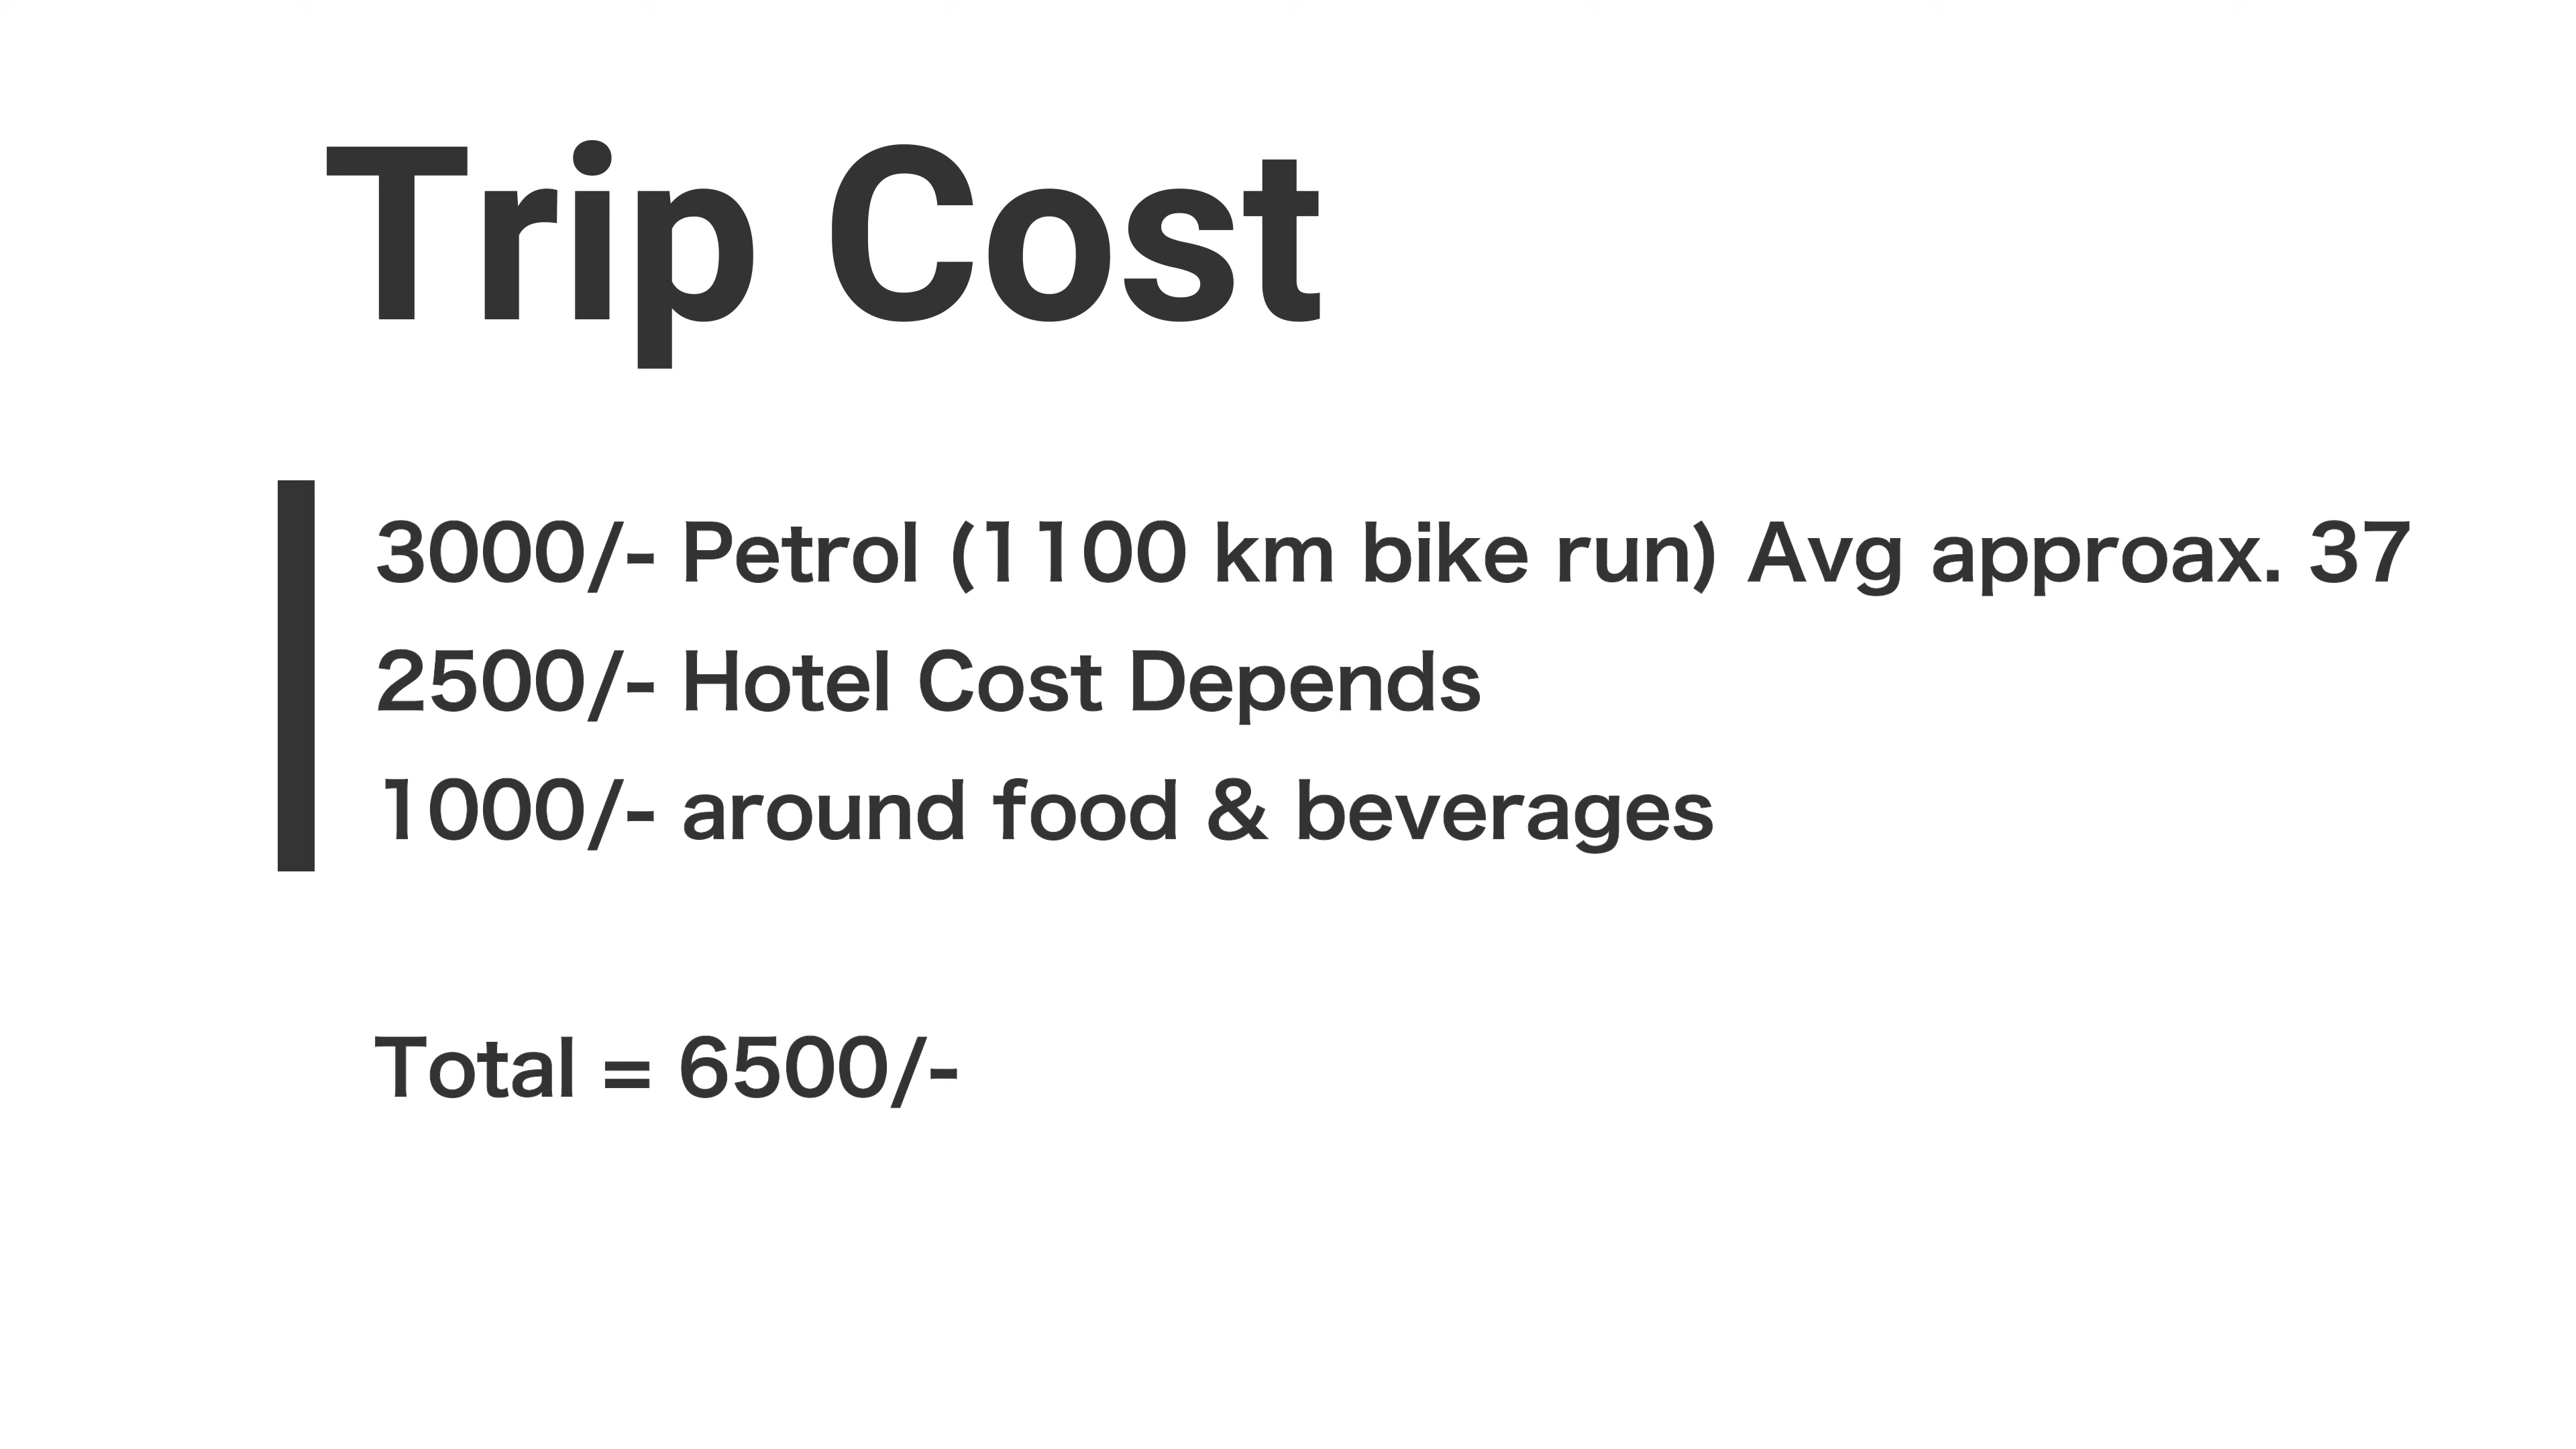 Trip Cost
3000/- Petrol (1100 km bike run) Avg approax. 37
2500/- Hotel Cost Depends
1000/- around food & beverages
Total = 6500/-